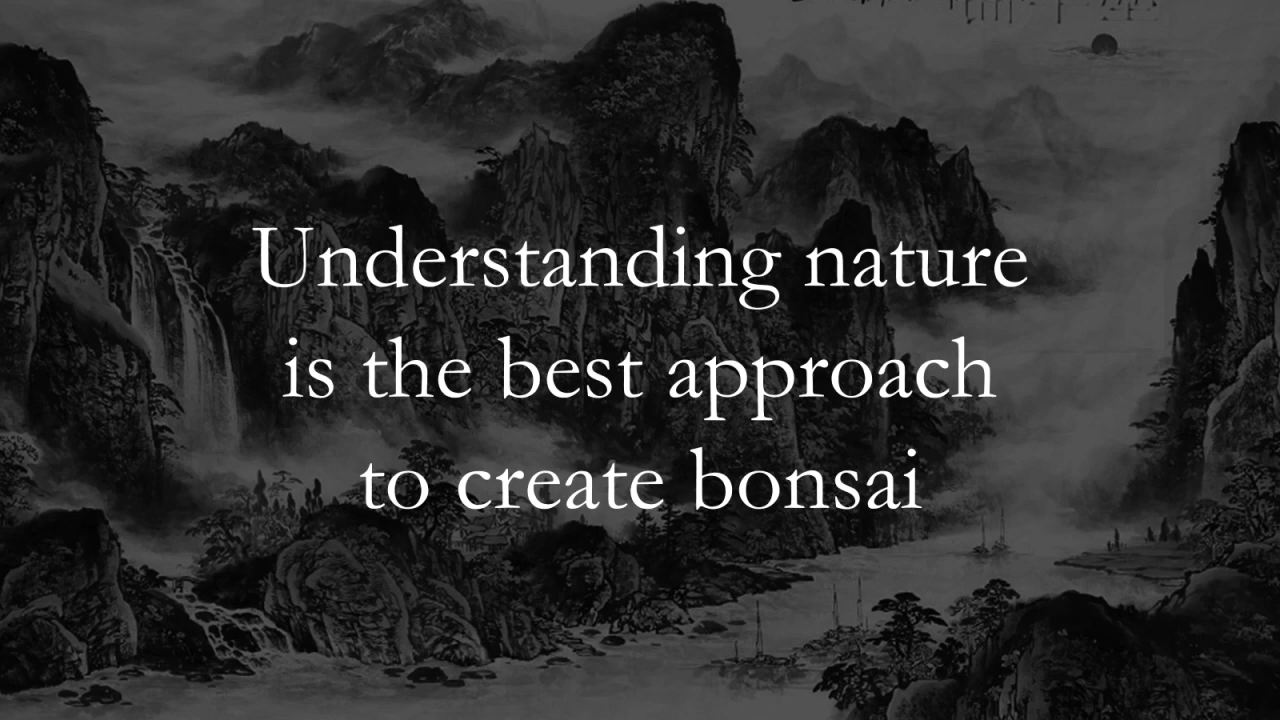 Understanding nature
is the best approach
to create bonsai